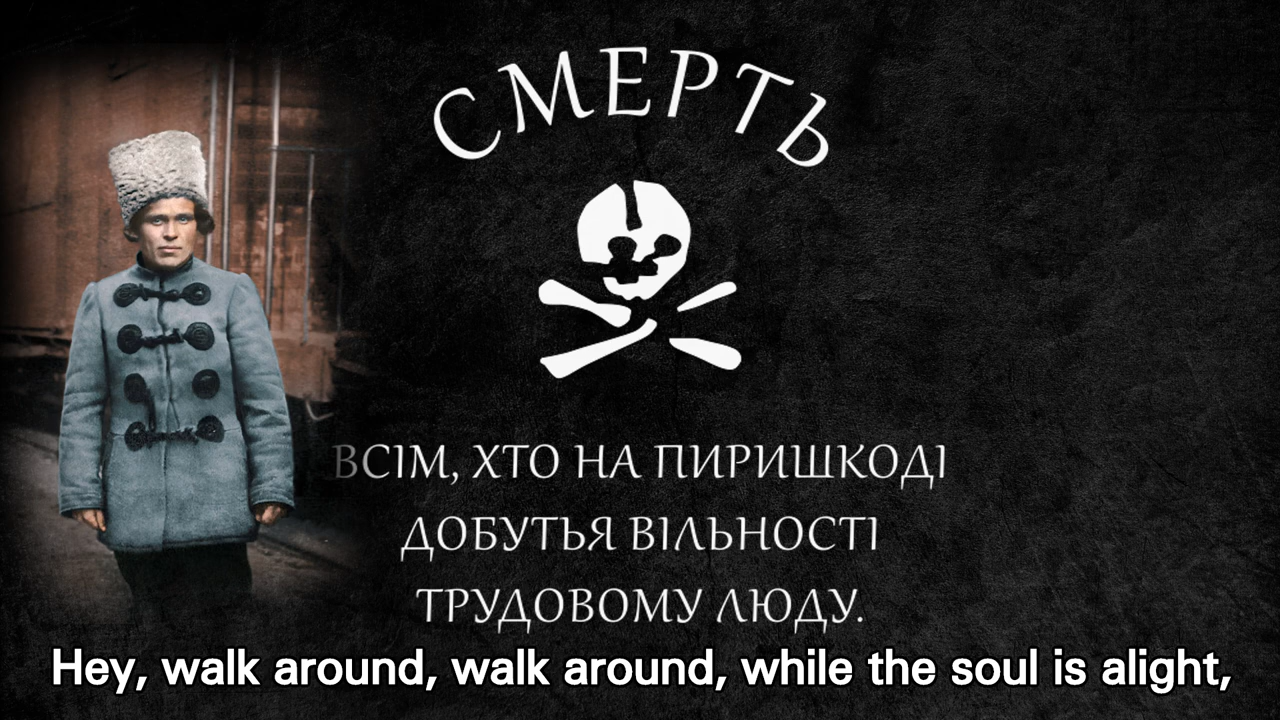 СМЕРТЬ
ВСІМ, ХТО НА ПИРИШКОДІ
ДОБУТЬЯ ВІЛЬНОСТІ
ТРУДОВОМУ ЛЮДУ.
Hey, walk around, walk around, while the soul is alight,